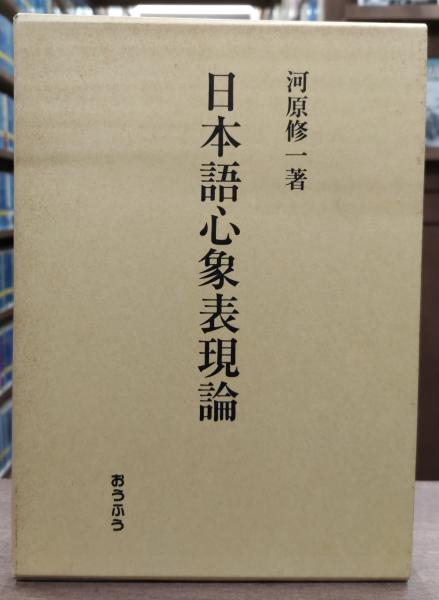 河原修一著
日本語心象表現論
おうふう